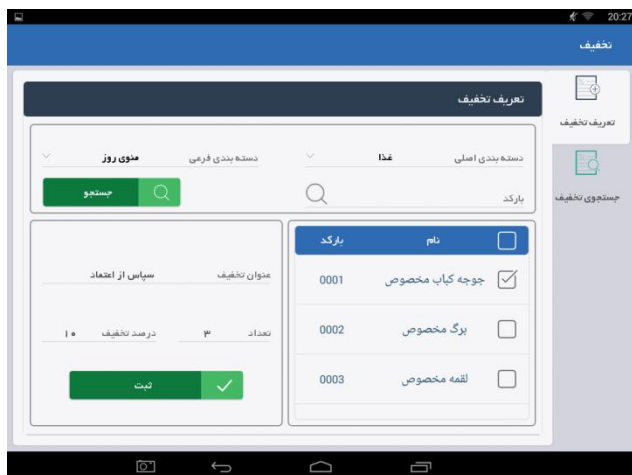 20:27
تخفیف
تعریف تخفیف
جستجوی تخفیف
تعریف تخفیف
دسته بندی اصلی غذا دسته بندی فرعی منوی روز
بارکد جستجو
نام بارکد
جوجه کباب مخصوص 0001
برگ مخصوص 0002
لقمه مخصوص 0003
عنوان تخفیف سپاس از اعتماد
تعداد ۳ درصد تخفیف ۱۰
ثبت